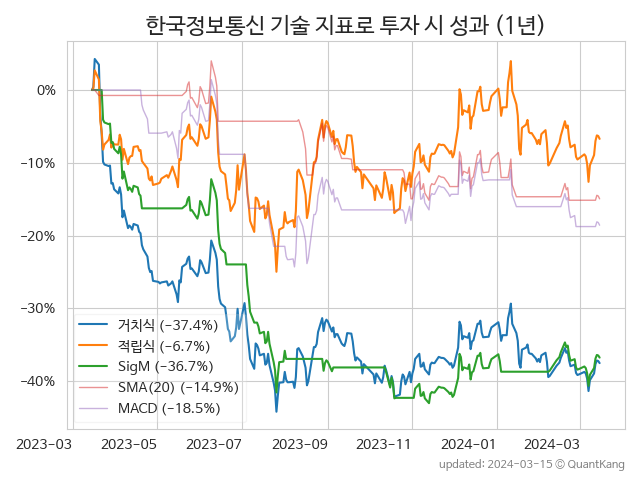 한국정보통신 기술 지표로 투자 시 성과 (1년)
0%
−10%
−20%
−30%
−40%
거치식 (−37.4%)
적립식 (−6.7%)
SigM (−36.7%)
SMA(20) (−14.9%)
MACD (−18.5%)
2023−03 2023−05 2023−07 2023−09 2023−11 2024−01 2024−03
updated: 2024−03−15 ⓒ QuantKang